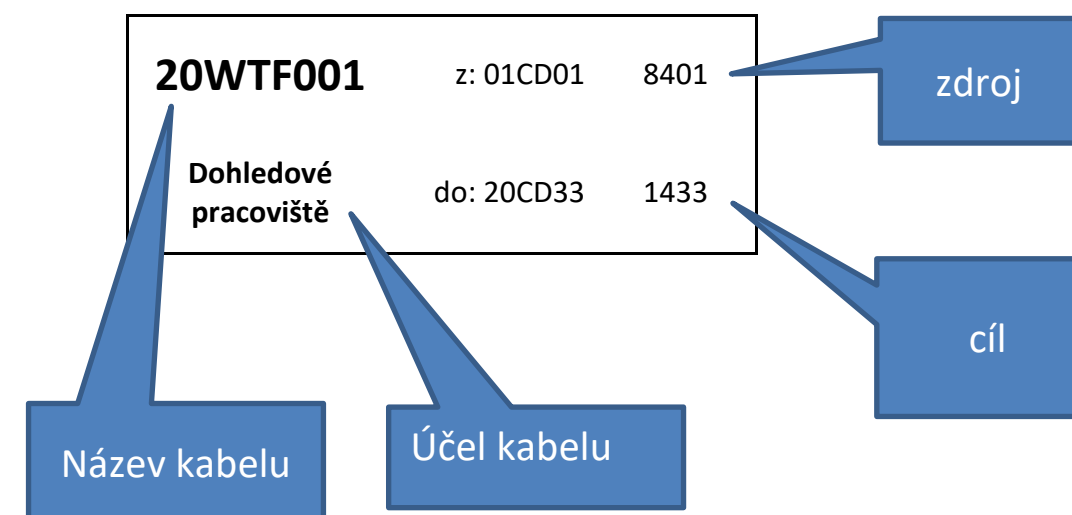 20WTF001 z: 01CD01 8401
zdroj
Dohledové
pracoviště
do: 20CD33 1433
cíl
Název kabelu
Účel kabelu